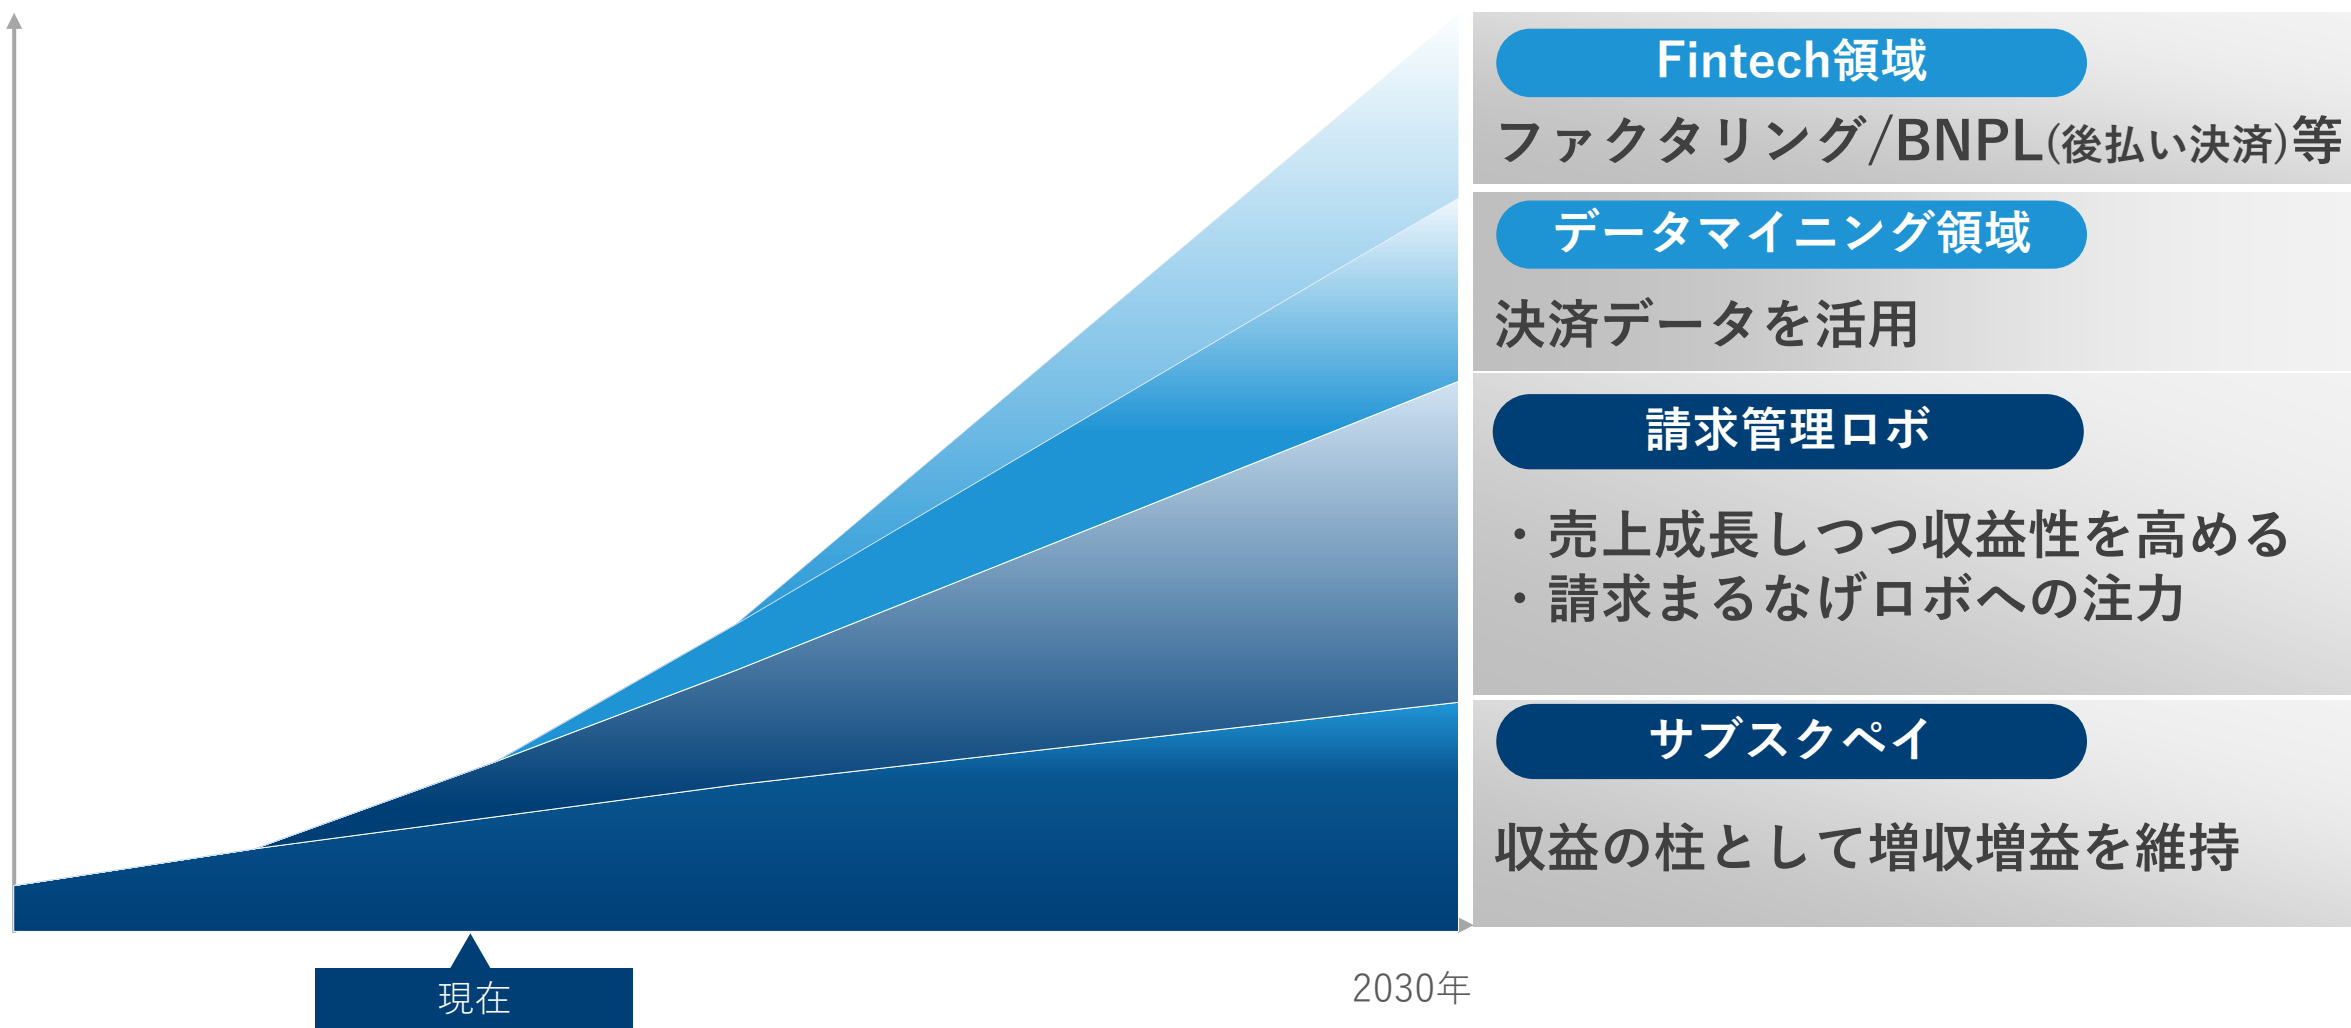 Fintech領域
ファクタリング/BNPL(後払い決済)等
データマイニング領域
決済データを活用
請求管理ロボ
・売上成長しつつ収益性を高める
・請求まるなげロボへの注力
サブスクペイ
収益の柱として増収増益を維持
現在
2030年